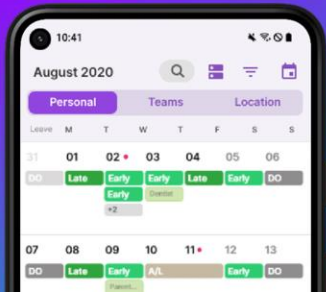 10:41
August 2020
Personal Teams Location
Leave M T W T F S S
31 01 02 03 04 05 06
DO Late Early Early Late Early DO
Early Dentist
+2
07 08 09 10 11 12 13
DO Late Early A/L Early DO
Parent...